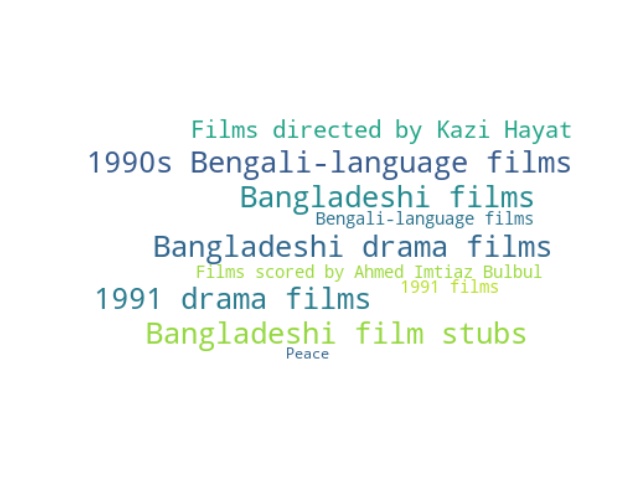 Films directed by Kazi Hayat
1990s Bengali-language films
Bangladeshi films
Bengali-language films
Bangladeshi drama films
Films scored by Ahmed Imtiaz Bulbul
1991 films
1991 drama films
Bangladeshi film stubs
Peace